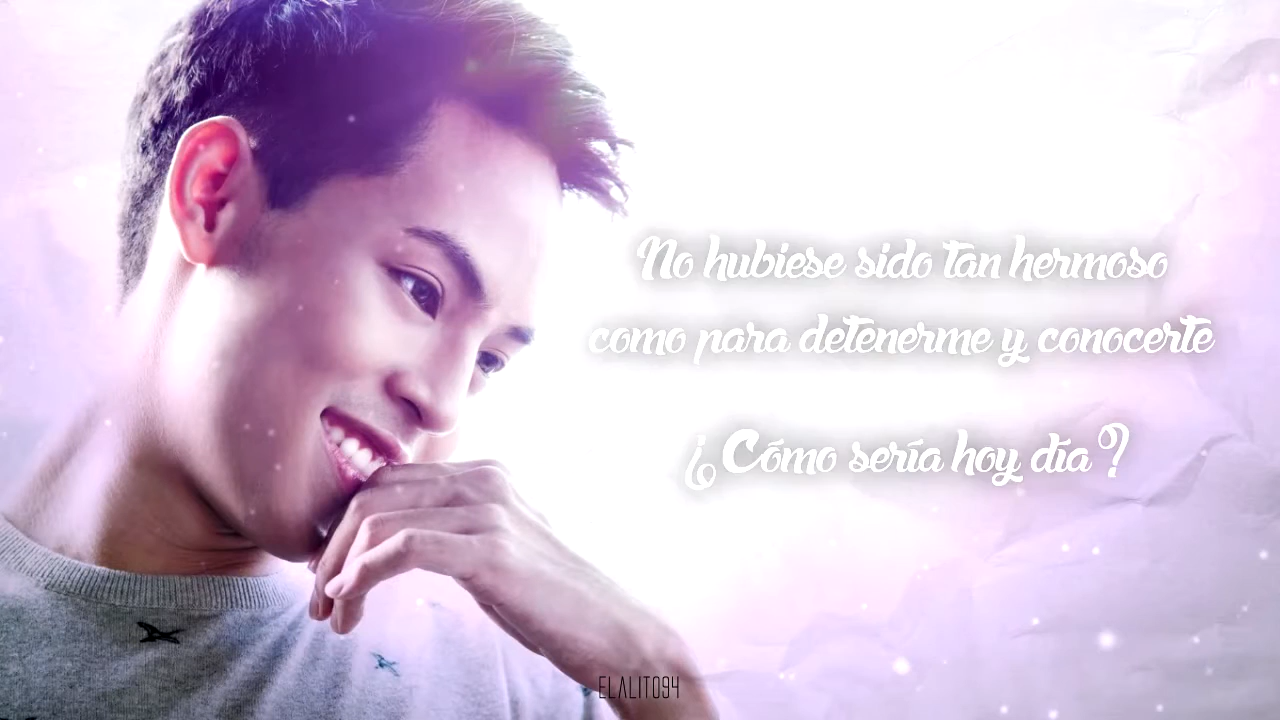 No hubiese sido tan hermoso
como para detenerme y conocerte
¿Cómo sería hoy día?
ELALITO94